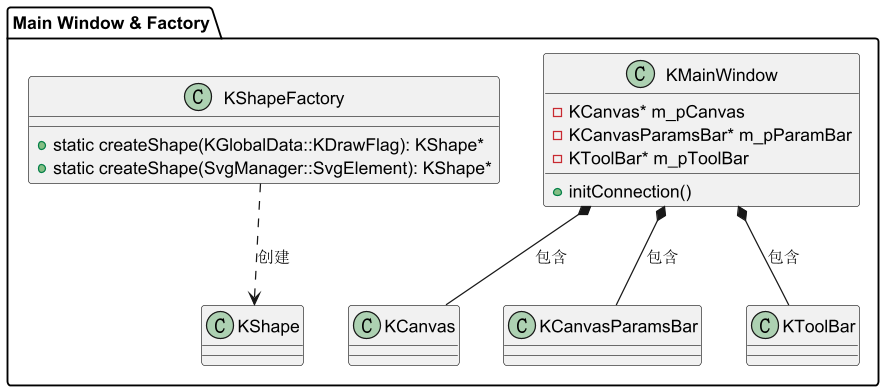 Main Window & Factory
C KShapeFactory
static createShape(KGlobalData::KDrawFlag): KShape*
static createShape(SvgManager::SvgElement): KShape*
C KMainWindow
KCanvas* m_pCanvas
KCanvasParamsBar* m_pParamBar
KToolBar* m_pToolBar
initConnection()
创建
包含
包含
包含
C KShape
C KCanvas
C KCanvasParamsBar
C KToolBar